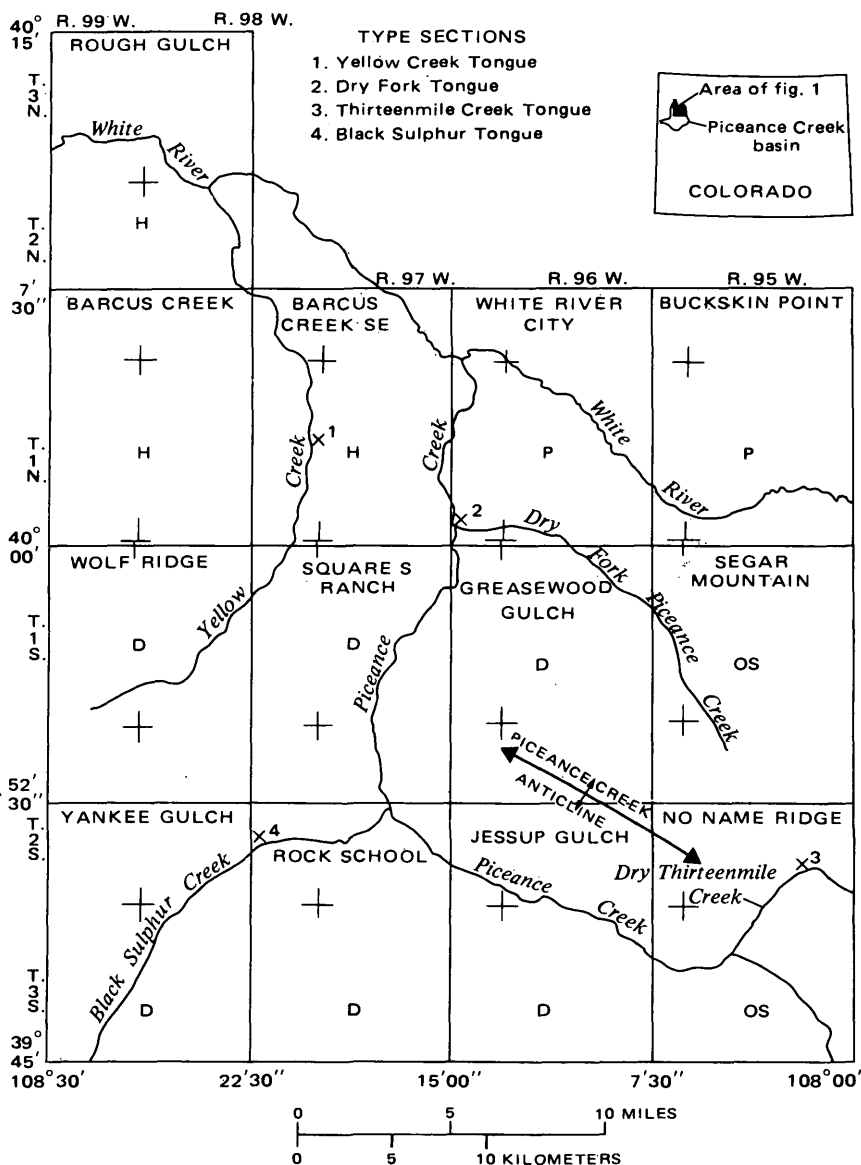 40° R. 99 W. R. 98 W.
15'
ROUGH GULCH
TYPE SECTIONS
1. Yellow Creek Tongue
2. Dry Fork Tongue
3. Thirteenmile Creek Tongue
4. Black Sulphur Tongue
Area of fig. 1
Piceance Creek
basin
COLORADO
T.
3
N.
White
River
H
T.
2
N.
R. 97 W. R. 96 W. R. 95 W.
7'
30''
BARCUS CREEK
BARCUS
CREEK SE
WHITE RIVER
CITY
BUCKSKIN POINT
T.
1
N.
H
Creek
1
H
Creek
P
White
River
P
2
Dry
Fork
Piceance
Creek
40°
00'
WOLF RIDGE
SQUARE S
RANCH
GREASEWOOD
GULCH
SEGAR
MOUNTAIN
T.
1
S.
Yellow
D
D
Piceance
D
OS
PICEANCE CREEK
ANTICLINE
52'
30''
YANKEE GULCH
4
ROCK SCHOOL
JESSUP GULCH
NO NAME RIDGE
T.
2
S.
3
Dry Thirteenmile
Creek
Black Sulphur Creek
Piceance
Creek
T.
3
S.
D
D
D
OS
39°
45'
108° 30' 22'30'' 15'00'' 7'30'' 108° 00'
0 5 10 MILES
0 5 10 KILOMETERS